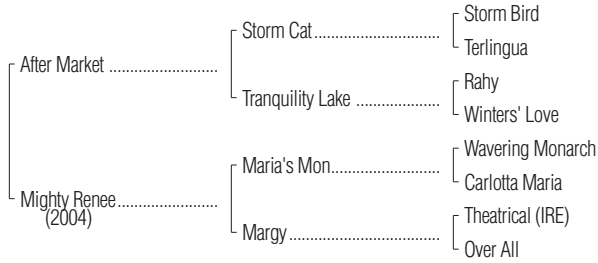 After Market ........................
Mighty Renee......................
(2004)
Storm Cat...........................
Tranquility Lake ..................
Maria's Mon.......................
Margy.................................
Storm Bird
Terlingua
Rahy
Winters' Love
Wavering Monarch
Carlotta Maria
Theatrical (IRE)
Over All